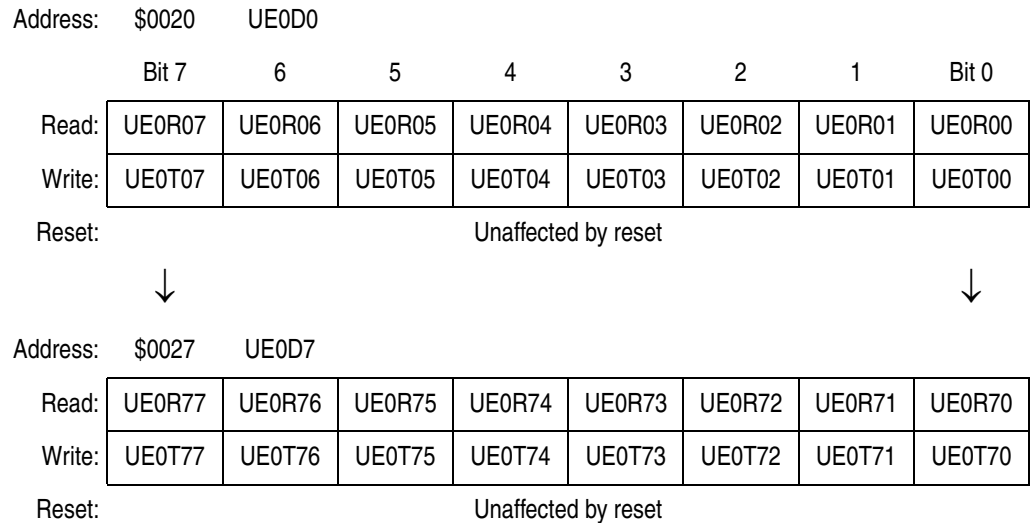 Address: $0020 UE0D0
Bit 7 6 5 4 3 2 1 Bit 0
Read: UE0R07 UE0R06 UE0R05 UE0R04 UE0R03 UE0R02 UE0R01 UE0R00
Write: UE0T07 UE0T06 UE0T05 UE0T04 UE0T03 UE0T02 UE0T01 UE0T00
Reset: Unaffected by reset
↓ ↓
Address: $0027 UE0D7
Read: UE0R77 UE0R76 UE0R75 UE0R74 UE0R73 UE0R72 UE0R71 UE0R70
Write: UE0T77 UE0T76 UE0T75 UE0T74 UE0T73 UE0T72 UE0T71 UE0T70
Reset: Unaffected by reset